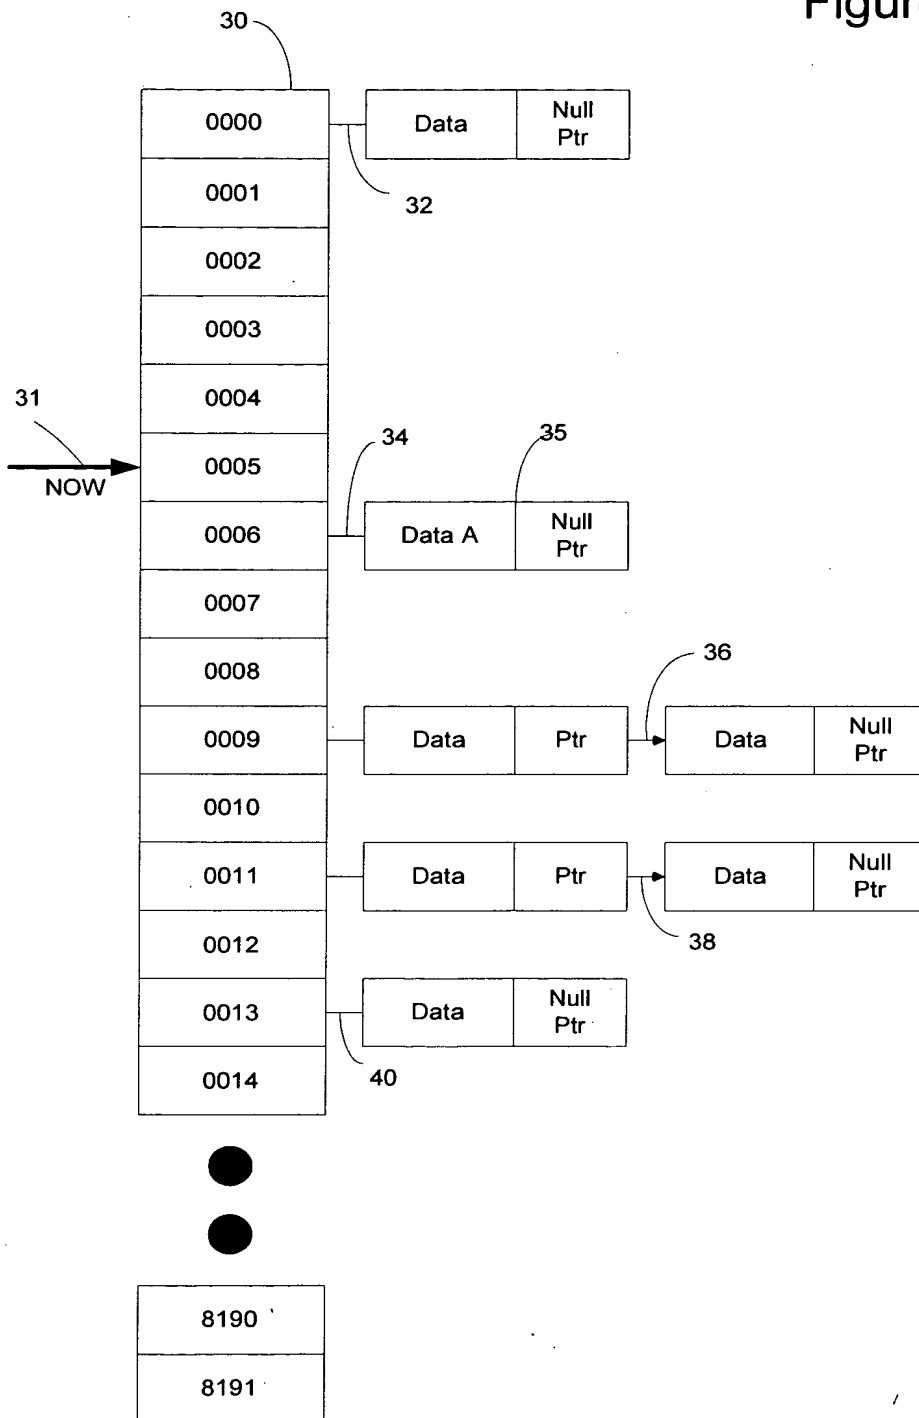 Figur
30
0000
Data
Null
Ptr
32
0001
0002
0003
0004
31
NOW
0005
34
35
0006
Data A
Null
Ptr
0007
0008
36
0009
Data
Ptr
Data
Null
Ptr
0010
0011
Data
Ptr
Data
Null
Ptr
38
0012
0013
Data
Null
Ptr
40
0014
8190
8191